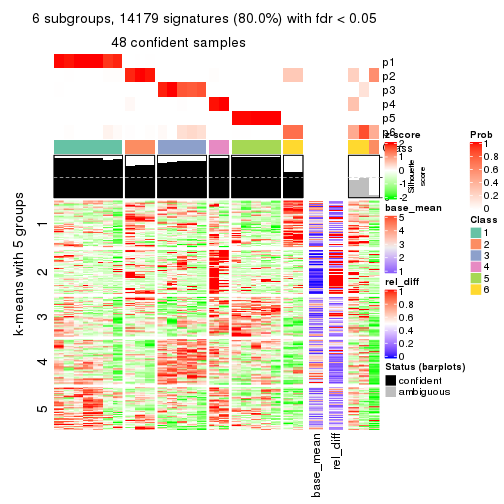 6 subgroups, 14179 signatures (80.0%) with fdr < 0.05
48 confident samples
p1
p2
p3
p4
p5
p6
Class
Silhouette
score
k-means with 5 groups
1
2
3
4
5
base_mean
rel_diff
z-score
2
1
0
-1
-2
base_mean
5
4
3
2
1
rel_diff
1
0.8
0.6
0.4
0.2
0
Status (barplots)
confident
ambiguous
Prob
1
0.8
0.6
0.4
0.2
0
Class
1
2
3
4
5
6